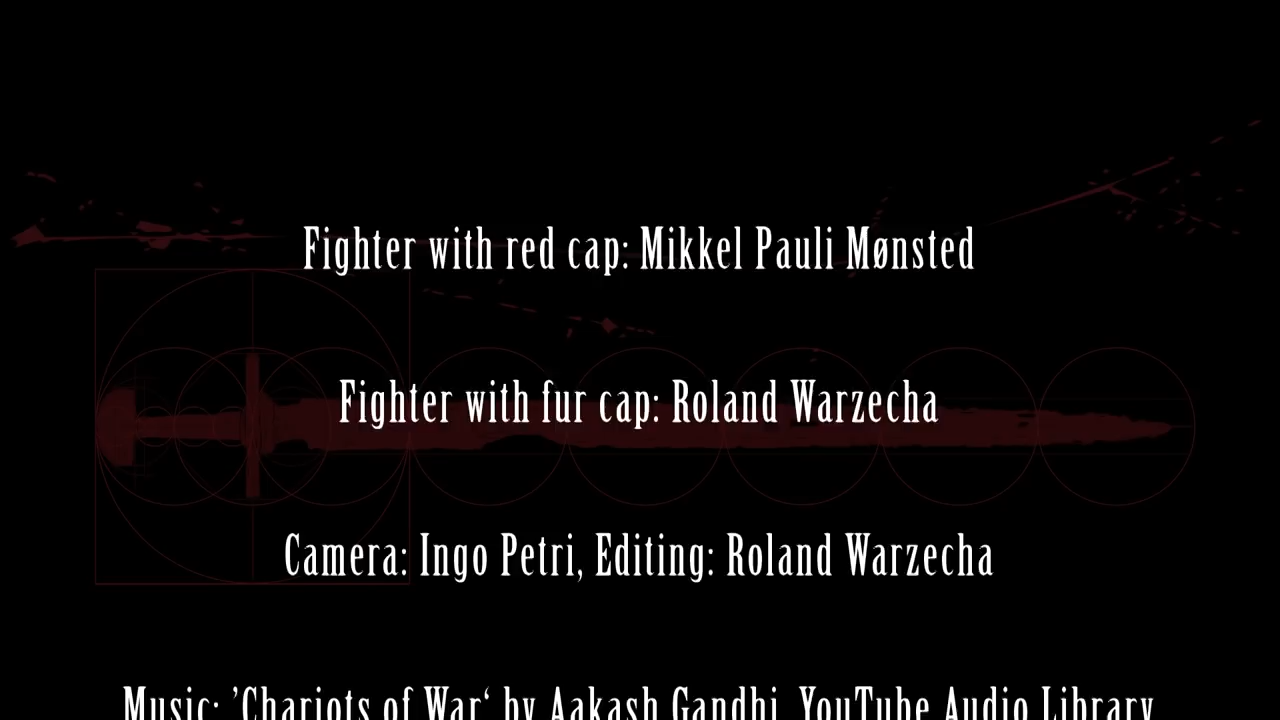 Fighter with red cap: Mikkel Pauli Mønsted
Fighter with fur cap: Roland Warzecha
Camera: Ingo Petri, Editing: Roland Warzecha
Music: ’Chariots of War‘ by Aakash Gandhi, YouTube Audio Library